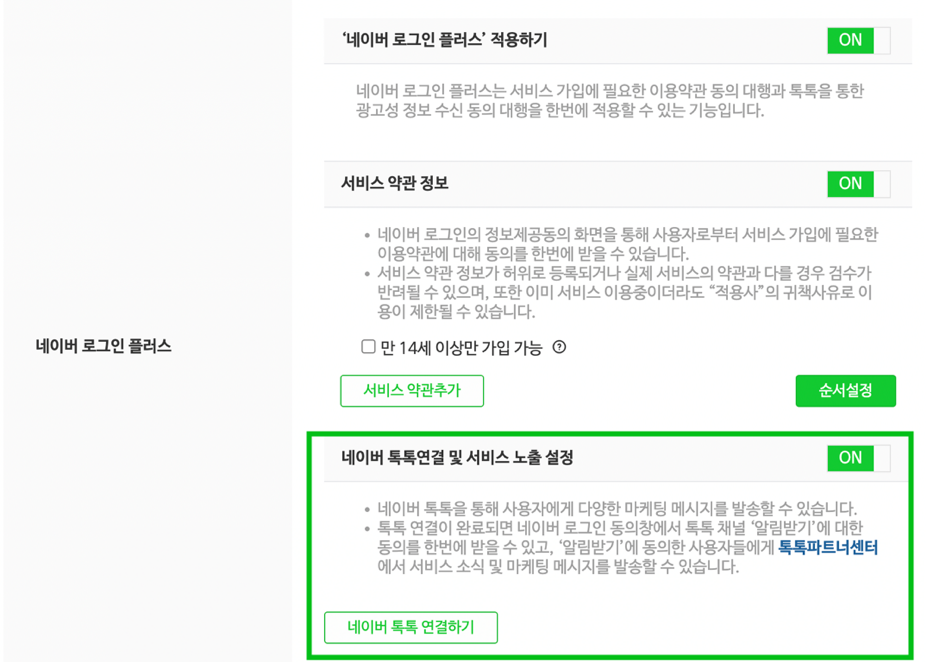 네이버 로그인 플러스
‘네이버 로그인 플러스’ 적용하기
ON
네이버 로그인 플러스는 서비스 가입에 필요한 이용약관 동의 대행과 톡톡을 통한
광고성 정보 수신 동의 대행을 한번에 적용할 수 있는 기능입니다.
서비스 약관 정보
ON
• 네이버 로그인의 정보제공동의 화면을 통해 사용자로부터 서비스 가입에 필요한
이용약관에 대해 동의를 한번에 받을 수 있습니다.
• 서비스 약관 정보가 허위로 등록되거나 실제 서비스의 약관과 다를 경우 검수가
반려될 수 있으며, 또한 이미 서비스 이용중이더라도 “적용사”의 귀책사유로 이
용이 제한될 수 있습니다.
만 14세 이상만 가입 가능 ?
서비스 약관추가
순서설정
네이버 톡톡연결 및 서비스 노출 설정
ON
• 네이버 톡톡을 통해 사용자에게 다양한 마케팅 메시지를 발송할 수 있습니다.
• 톡톡 연결이 완료되면 네이버 로그인 동의창에서 톡톡 채널 ‘알림받기’에 대한
동의를 한번에 받을 수 있고, ‘알림받기’에 동의한 사용자들에게 톡톡파트너센터
에서 서비스 소식 및 마케팅 메시지를 발송할 수 있습니다.
네이버 톡톡 연결하기